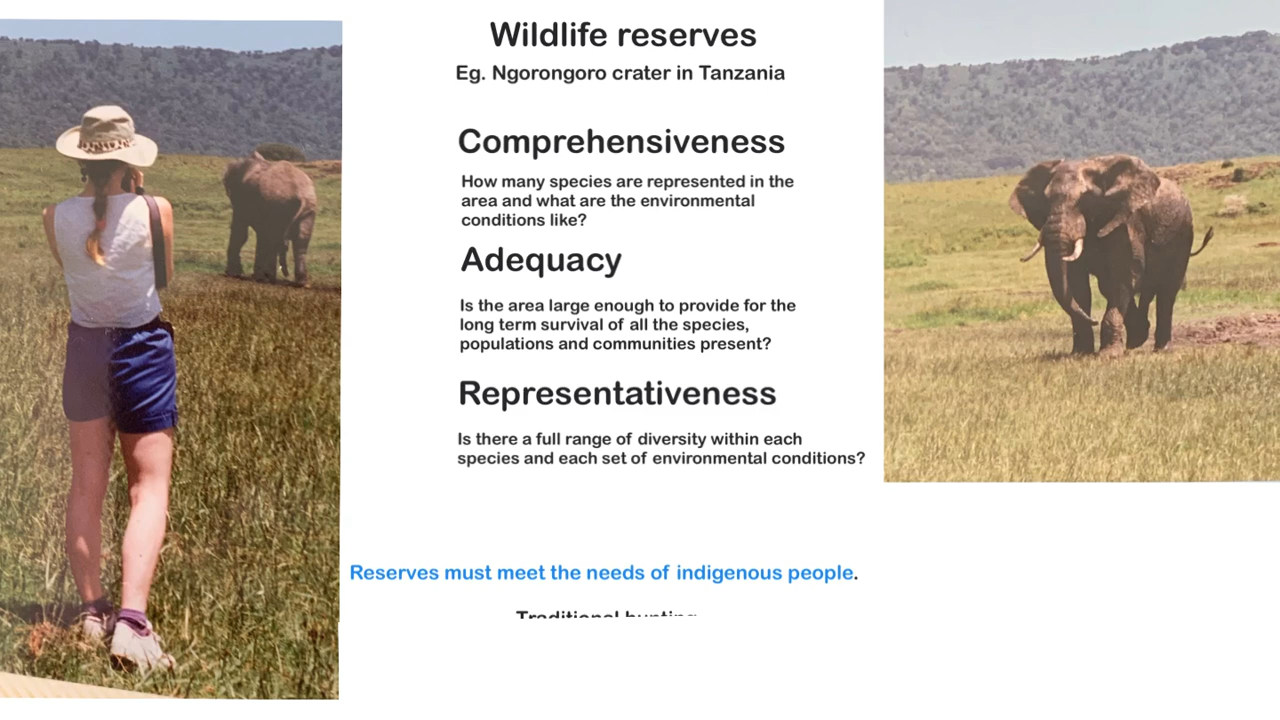 Wildlife reserves
Eg. Ngorongoro crater in Tanzania
Comprehensiveness
How many species are represented in the
area and what are the environmental
conditions like?
Adequacy
Is the area large enough to provide for the
long term survival of all the species,
populations and communities present?
Representativeness
Is there a full range of diversity within each
species and each set of environmental conditions?
Reserves must meet the needs of indigenous people.
Traditional hunting